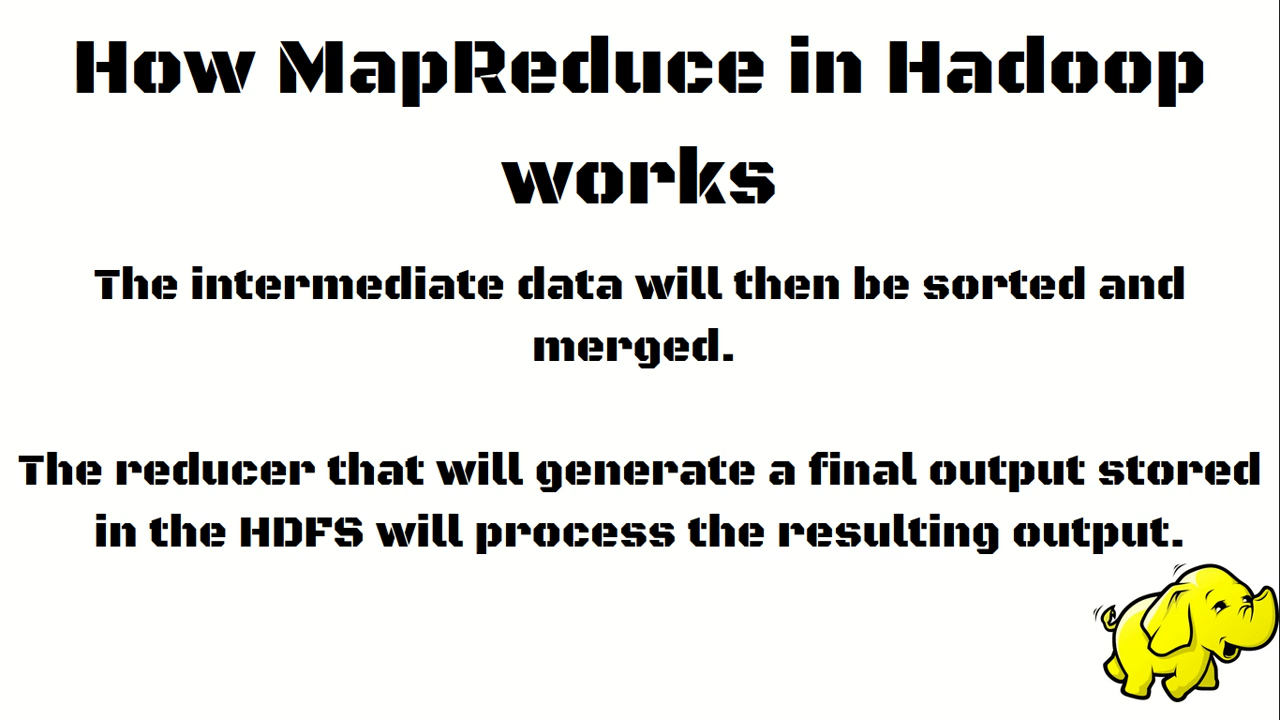 How MapReduce in Hadoop
works
The intermediate data will then be sorted and
merged.
The reducer that will generate a final output stored
in the HDFS will process the resulting output.